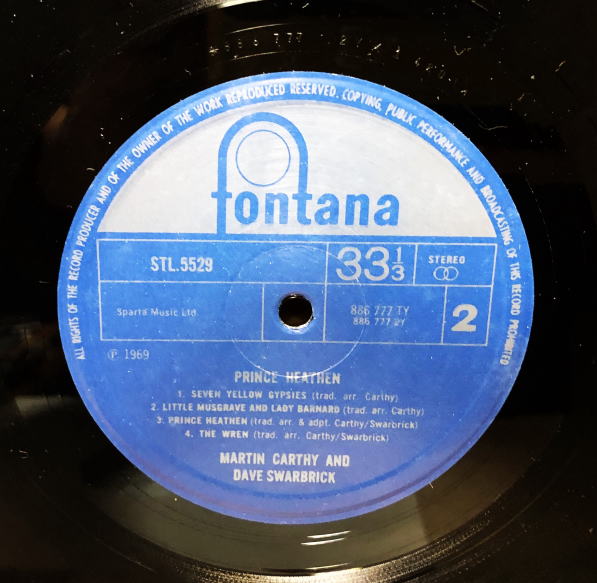 ALL RIGHTS OF THE RECORD PRODUCER AND OF THE OWNER OF THE WORK REPRODUCED RESERVED. COPYING, PUBLIC PERFORMANCE AND BROADCASTING OF THIS RECORD PROHIBITED
fontana
STL.5529 33 1/3 STEREO
Sparta Music Ltd. 886 777 TY 2
886 777 2Y
℗ 1969
PRINCE HEATHEN
1. SEVEN YELLOW GYPSIES (trad. arr. Carthy)
2. LITTLE MUSGRAVE AND LADY BARNARD (trad. arr. Carthy)
3. PRINCE HEATHEN (trad. arr. & adpt. Carthy/Swarbrick)
4. THE WREN (trad. arr. Carthy/Swarbrick)
MARTIN CARTHY AND
DAVE SWARBRICK